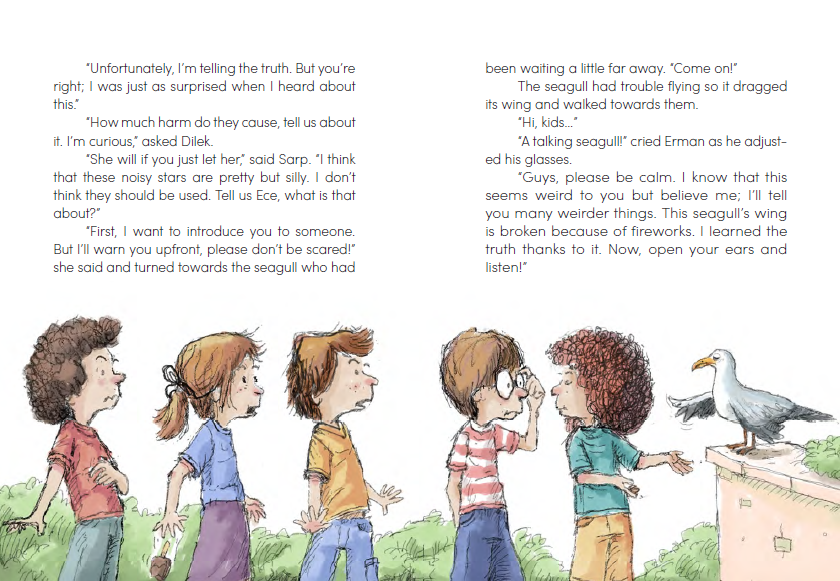 “Unfortunately, I’m telling the truth. But you’re
right; I was just as surprised when I heard about
this.”
“How much harm do they cause, tell us about
it. I’m curious,” asked Dilek.
“She will if you just let her,” said Sarp. “I think
that these noisy stars are pretty but silly. I don’t
think they should be used. Tell us Ece, what is that
about?”
“First, I want to introduce you to someone.
But I’ll warn you upfront, please don’t be scared!”
she said and turned towards the seagull who had
been waiting a little far away. “Come on!”
The seagull had trouble flying so it dragged
its wing and walked towards them.
“Hi, kids...”
“A talking seagull!” cried Erman as he adjust-
ed his glasses.
“Guys, please be calm. I know that this
seems weird to you but believe me; I’ll tell
you many weirder things. This seagull’s wing
is broken because of fireworks. I learned the
truth thanks to it. Now, open your ears and
listen!”